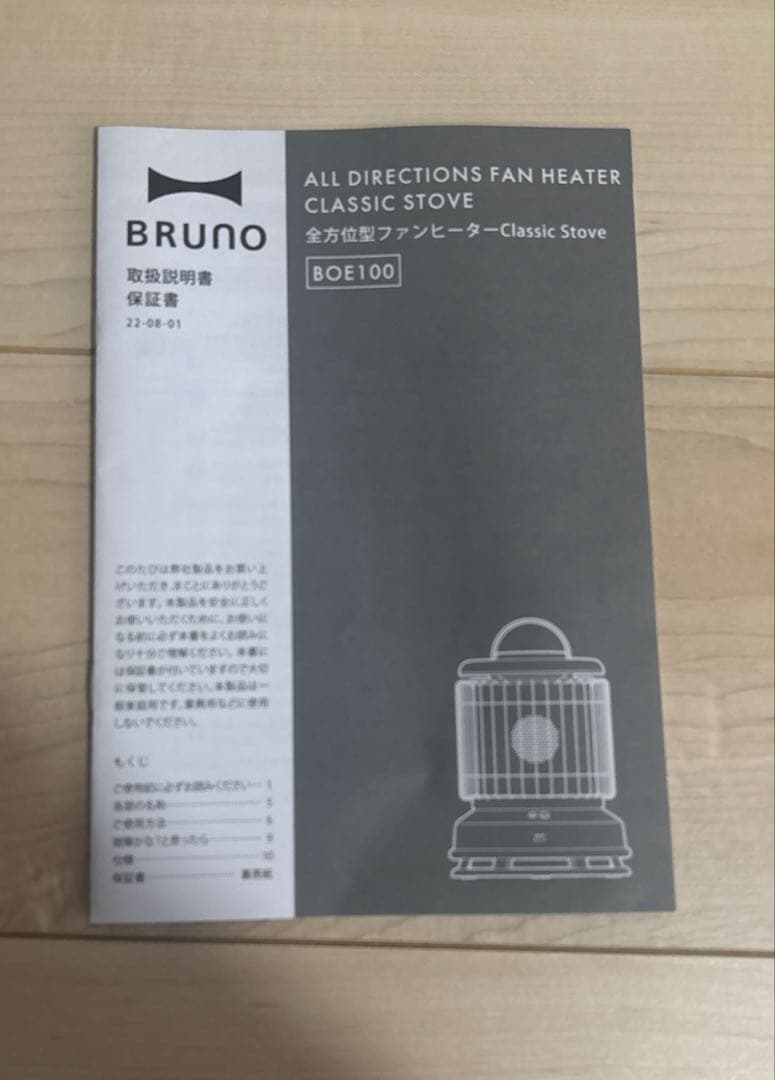 BRUNO
取扱説明書
保証書
22-08-01
ALL DIRECTIONS FAN HEATER
CLASSIC STOVE
全方位型ファンヒーターClassic Stove
BOE100
このたびは弊社製品をお買い上
げいただき、まことにありがとうご
ざいます。本製品を安全に正しく
お使いいただくために、お使いに
なる前に必ず本書をよくお読みに
なり十分ご理解ください。本書に
は保証書が付いていますので大切
に保管してください。本製品は一
般家庭用です。業務用などに使用
しないでください。
もくじ
ご使用前に必ずお読みください… 1
各部の名称 5
ご使用方法 6
故障かな?と思ったら 9
仕様 10
保証書 裏表紙